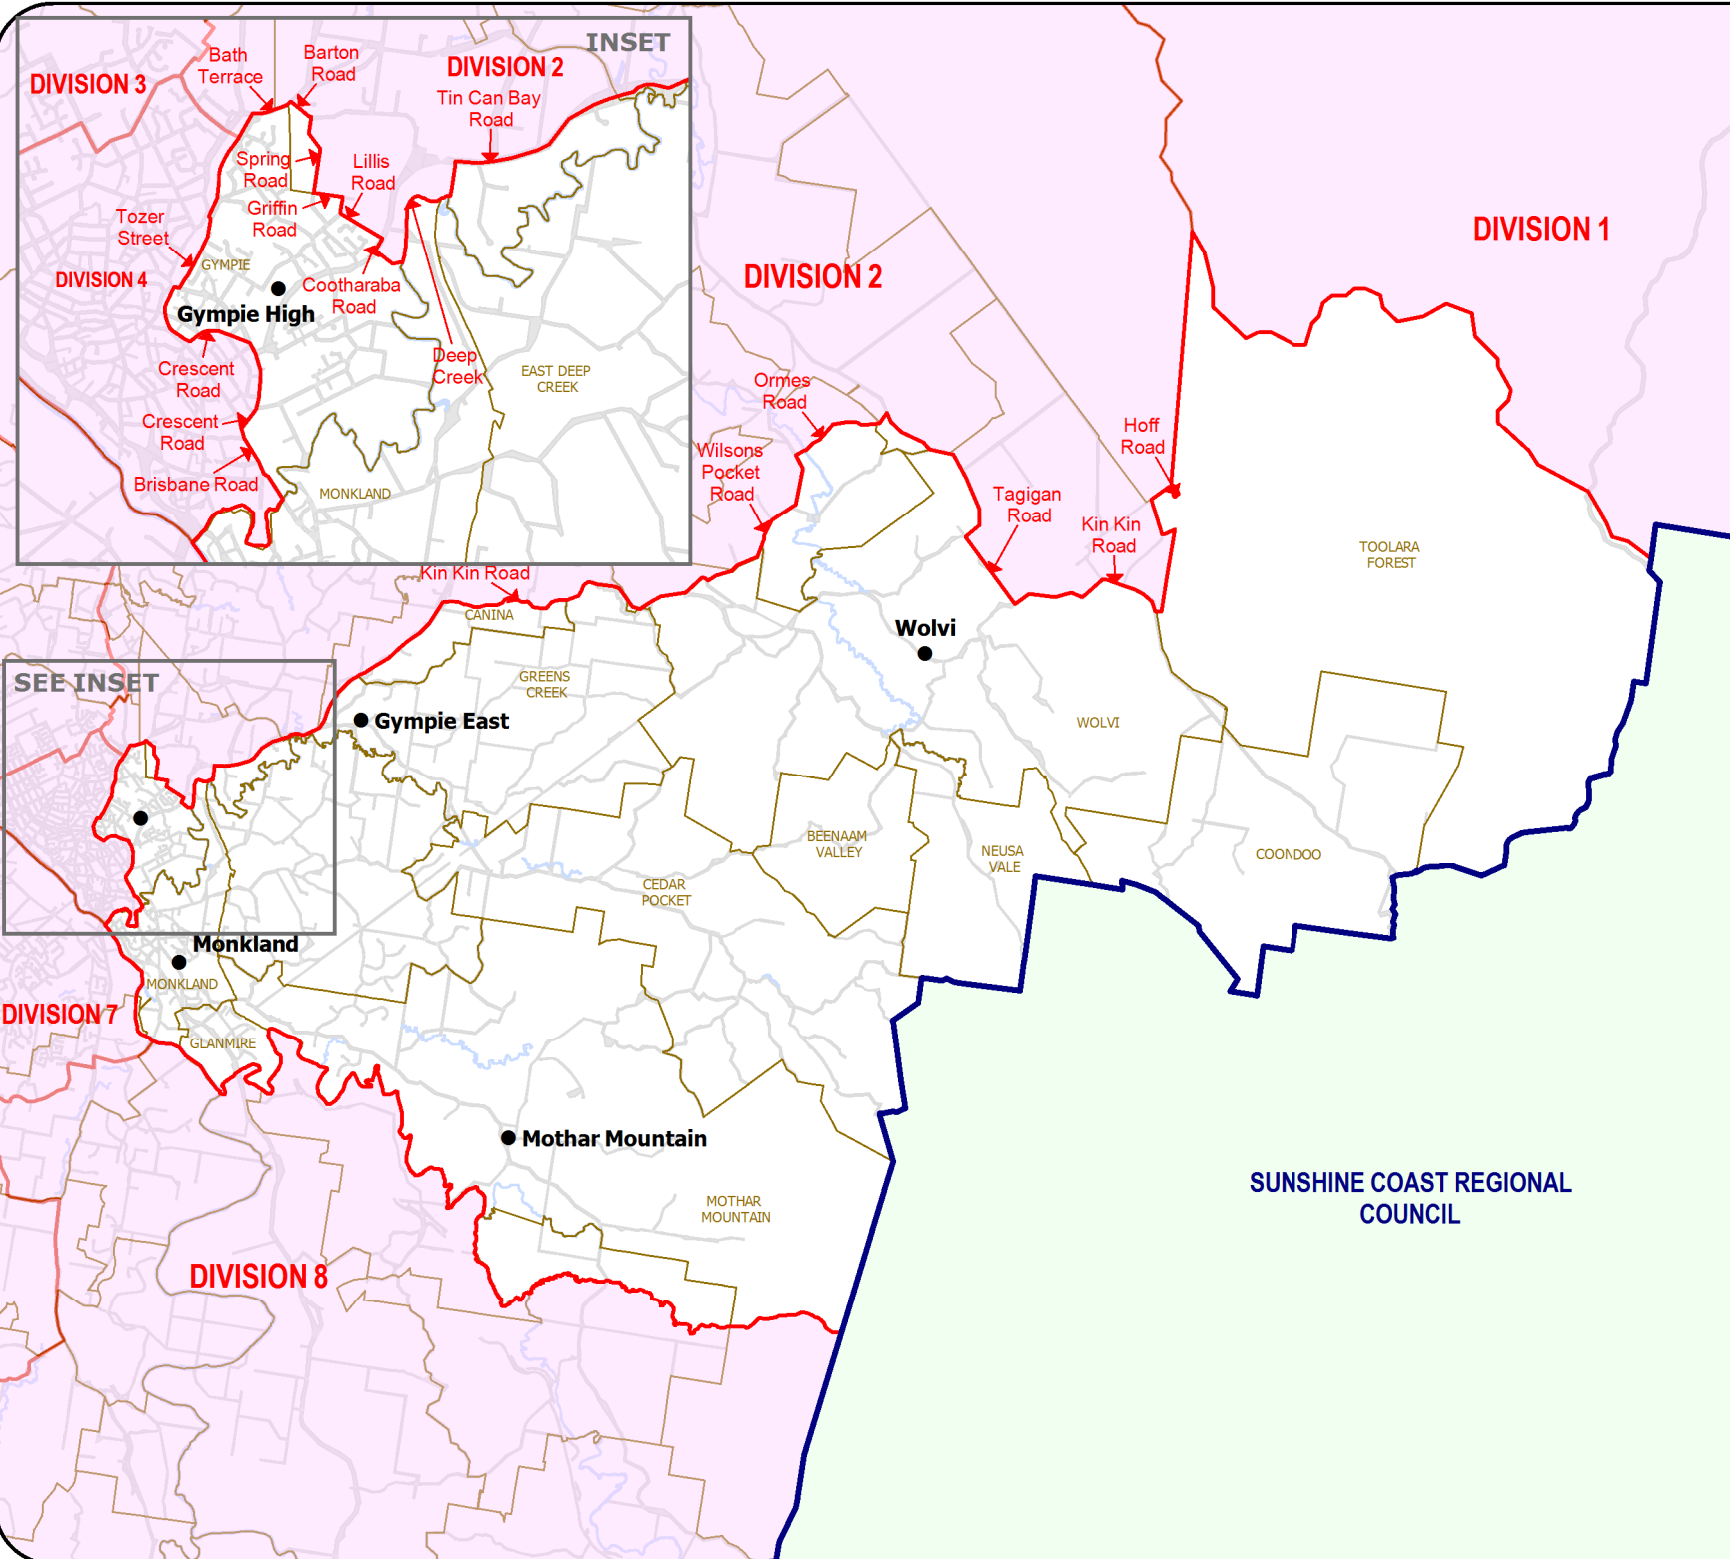 INSET
DIVISION 3
Bath
Terrace
Barton
Road
DIVISION 2
Tin Can Bay
Road
Spring
Road
Lillis
Road
Griffin
Road
Tozer
Street
DIVISION 4
GYMPIE
Gympie High
Cootharaba
Road
Deep
Creek
Crescent
Road
EAST DEEP
CREEK
Crescent
Road
Brisbane Road
MONKLAND
DIVISION 1
DIVISION 2
Ormes
Road
Wilsons
Pocket
Road
Hoff
Road
Tagigan
Road
Kin Kin
Road
TOOLARA
FOREST
Kin Kin Road
CANINA
Wolvi
SEE INSET
GREENS
CREEK
Gympie East
WOLVI
BEENAAM
VALLEY
NEUSA
VALE
COONDOO
CEDAR
POCKET
Monkland
MONKLAND
DIVISION 7
GLANMIRE
Mothar Mountain
MOTHAR
MOUNTAIN
SUNSHINE COAST REGIONAL
COUNCIL
DIVISION 8